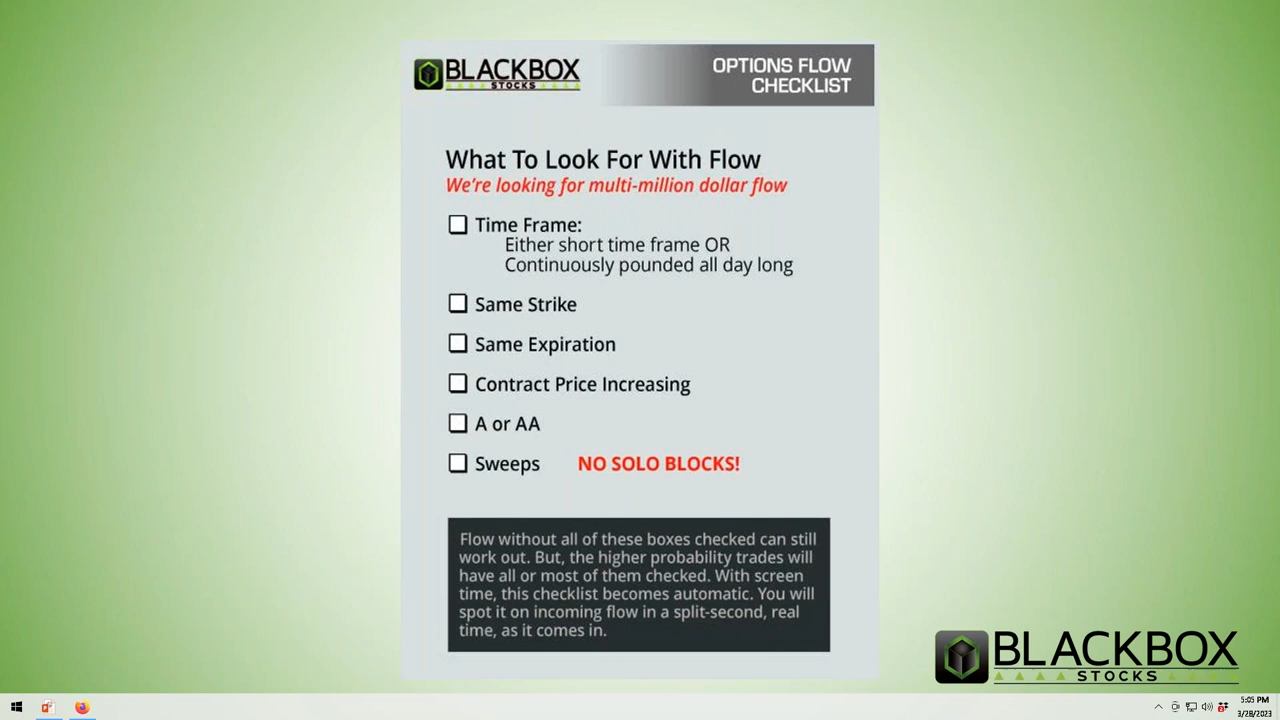 BLACKBOX
STOCKS
OPTIONS FLOW
CHECKLIST
What To Look For With Flow
We're looking for multi-million dollar flow
Time Frame:
Either short time frame OR
Continuously pounded all day long
Same Strike
Same Expiration
Contract Price Increasing
A or AA
Sweeps NO SOLO BLOCKS!
Flow without all of these boxes checked can still
work out. But, the higher probability trades will
have all or most of them checked. With screen
time, this checklist becomes automatic. You will
spot it on incoming flow in a split-second, real
time, as it comes in.
BLACKBOX
STOCKS
5:05 PM
3/28/2023